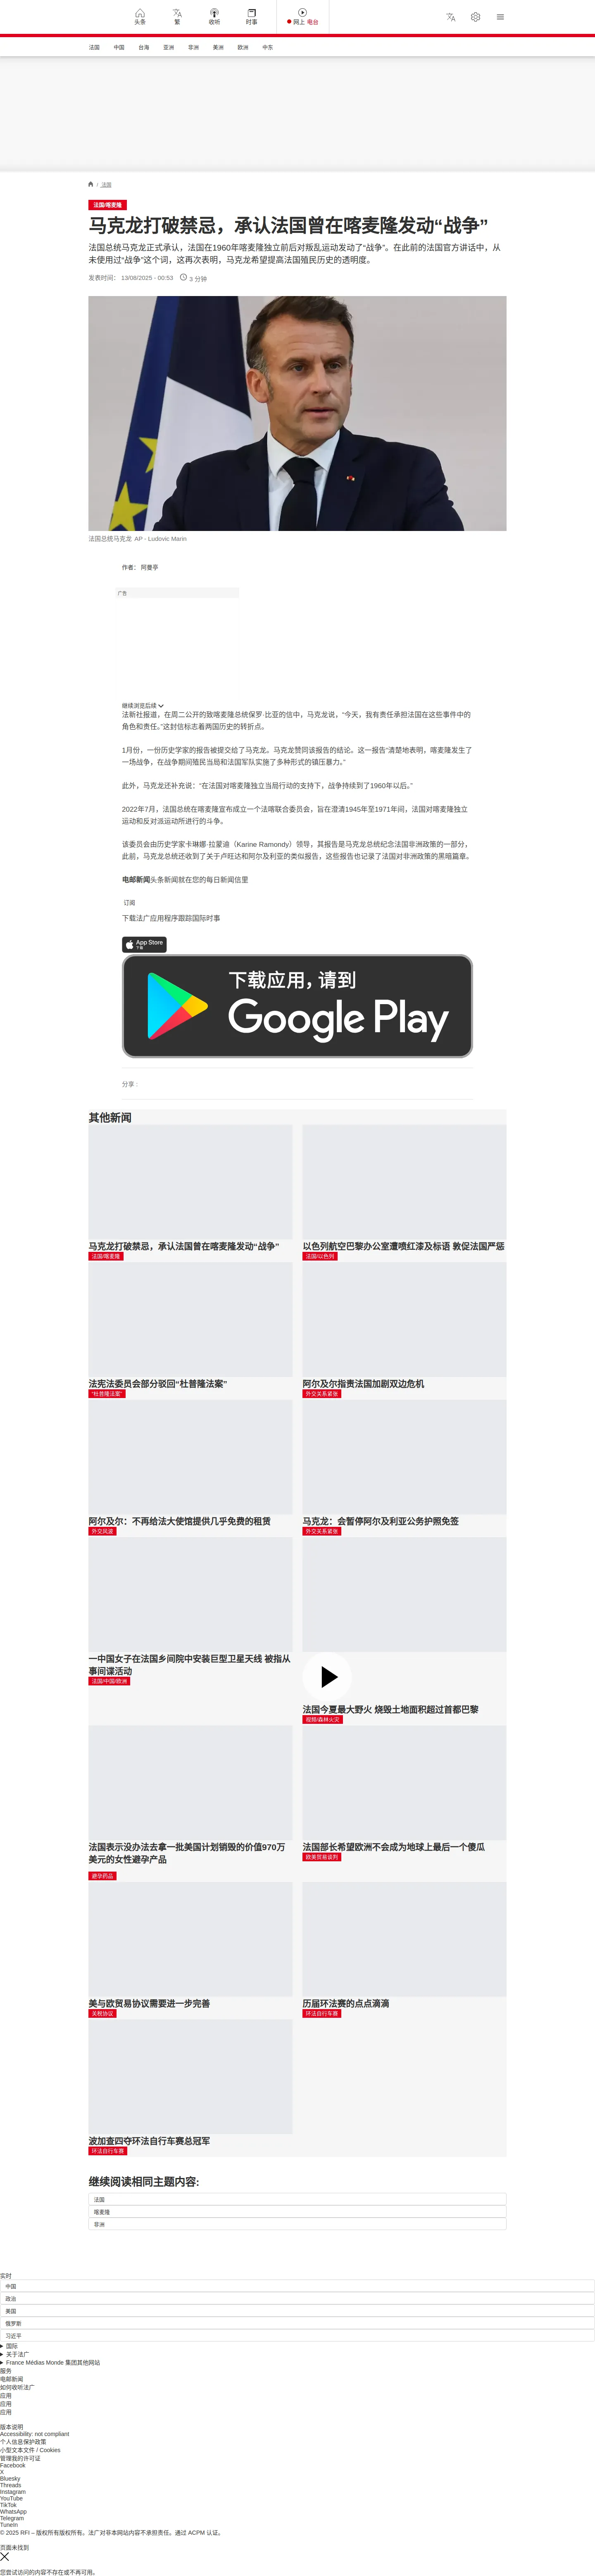 头条
繁
收听
时事
网上 电台
法国
中国
台海
亚洲
非洲
美洲
欧洲
中东
/ 法国
法国/喀麦隆
马克龙打破禁忌，承认法国曾在喀麦隆发动“战争”
法国总统马克龙正式承认，法国在1960年喀麦隆独立前后对叛乱运动发动了“战争”。在此前的法国官方讲话中，从
未使用过“战争”这个词，这再次表明，马克龙希望提高法国殖民历史的透明度。
发表时间： 13/08/2025 - 00:53
3 分钟
法国总统马克龙 AP - Ludovic Marin
作者： 阿曼亭
广告
继续浏览后续
法新社报道，在周二公开的致喀麦隆总统保罗·比亚的信中，马克龙说，“今天，我有责任承担法国在这些事件中的
角色和责任。”这封信标志着两国历史的转折点。
1月份，一份历史学家的报告被提交给了马克龙。马克龙赞同该报告的结论。这一报告“清楚地表明，喀麦隆发生了
一场战争，在战争期间殖民当局和法国军队实施了多种形式的镇压暴力。”
此外，马克龙还补充说：“在法国对喀麦隆独立当局行动的支持下，战争持续到了1960年以后。”
2022年7月，法国总统在喀麦隆宣布成立一个法喀联合委员会，旨在澄清1945年至1971年间，法国对喀麦隆独立
运动和反对派运动所进行的斗争。
该委员会由历史学家卡琳娜·拉蒙迪（Karine Ramondy）领导，其报告是马克龙总统纪念法国非洲政策的一部分，
此前，马克龙总统还收到了关于卢旺达和阿尔及利亚的类似报告，这些报告也记录了法国对非洲政策的黑暗篇章。
电邮新闻头条新闻就在您的每日新闻信里
订阅
下载法广应用程序跟踪国际时事
App Store
下载
下载应用，请到
Google Play
分享 :
其他新闻
马克龙打破禁忌，承认法国曾在喀麦隆发动“战争”
法国/喀麦隆
以色列航空巴黎办公室遭喷红漆及标语 敦促法国严惩
法国/以色列
法宪法委员会部分驳回“杜普隆法案”
“杜普隆法案”
阿尔及尔指责法国加剧双边危机
外交关系紧张
阿尔及尔：不再给法大使馆提供几乎免费的租赁
外交风波
马克龙：会暂停阿尔及利亚公务护照免签
外交关系紧张
一中国女子在法国乡间院中安装巨型卫星天线 被指从
事间谍活动
法国/中国/欧洲
法国今夏最大野火 烧毁土地面积超过首都巴黎
视频/森林火灾
法国表示没办法去拿一批美国计划销毁的价值970万
美元的女性避孕产品
避孕药品
法国部长希望欧洲不会成为地球上最后一个傻瓜
欧美贸易谈判
美与欧贸易协议需要进一步完善
关税协议
历届环法赛的点点滴滴
环法自行车赛
波加查四夺环法自行车赛总冠军
环法自行车赛
继续阅读相同主题内容:
法国
喀麦隆
非洲
实时
中国
政治
美国
俄罗斯
习近平
国际
关于法广
France Médias Monde 集团其他网站
服务
电邮新闻
如何收听法广
应用
应用
应用
版本说明
Accessibility: not compliant
个人信息保护政策
小型文本文件 / Cookies
管理我的许可证
Facebook
X
Bluesky
Threads
Instagram
YouTube
TikTok
WhatsApp
Telegram
TuneIn
© 2025 RFI – 版权所有版权所有。法广对非本网站内容不承担责任。通过 ACPM 认证。
页面未找到
您尝试访问的内容不存在或不再可用。